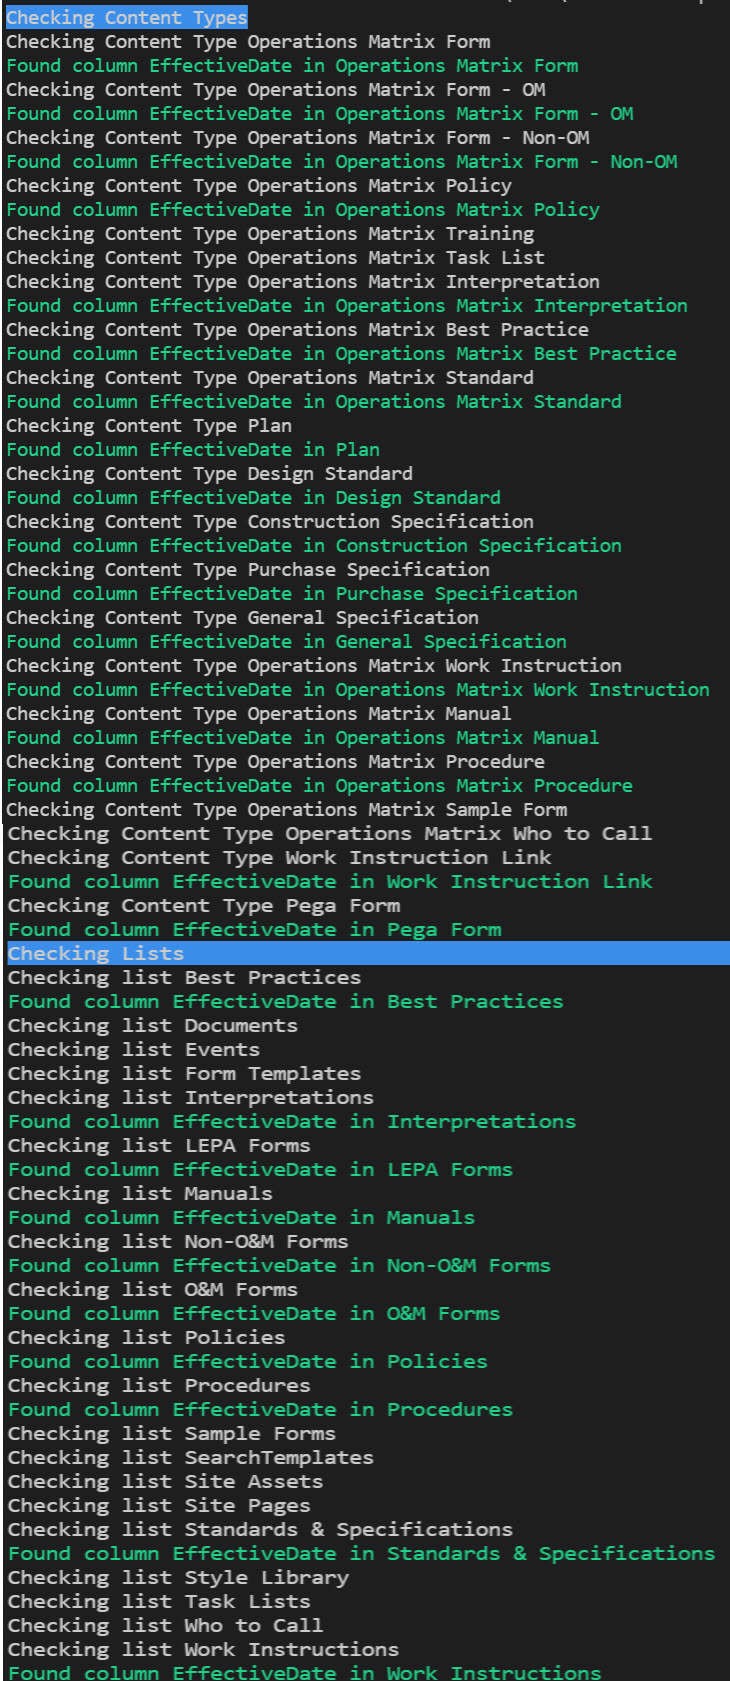 Checking Content Types
Checking Content Type Operations Matrix Form
Found column EffectiveDate in Operations Matrix Form
Checking Content Type Operations Matrix Form - OM
Found column EffectiveDate in Operations Matrix Form - OM
Checking Content Type Operations Matrix Form - Non-OM
Found column EffectiveDate in Operations Matrix Form - Non-OM
Checking Content Type Operations Matrix Policy
Found column EffectiveDate in Operations Matrix Policy
Checking Content Type Operations Matrix Training
Checking Content Type Operations Matrix Task List
Checking Content Type Operations Matrix Interpretation
Found column EffectiveDate in Operations Matrix Interpretation
Checking Content Type Operations Matrix Best Practice
Found column EffectiveDate in Operations Matrix Best Practice
Checking Content Type Operations Matrix Standard
Found column EffectiveDate in Operations Matrix Standard
Checking Content Type Plan
Found column EffectiveDate in Plan
Checking Content Type Design Standard
Found column EffectiveDate in Design Standard
Checking Content Type Construction Specification
Found column EffectiveDate in Construction Specification
Checking Content Type Purchase Specification
Found column EffectiveDate in Purchase Specification
Checking Content Type General Specification
Found column EffectiveDate in General Specification
Checking Content Type Operations Matrix Work Instruction
Found column EffectiveDate in Operations Matrix Work Instruction
Checking Content Type Operations Matrix Manual
Found column EffectiveDate in Operations Matrix Manual
Checking Content Type Operations Matrix Procedure
Found column EffectiveDate in Operations Matrix Procedure
Checking Content Type Operations Matrix Sample Form
Checking Content Type Operations Matrix Who to Call
Checking Content Type Work Instruction Link
Found column EffectiveDate in Work Instruction Link
Checking Content Type Pega Form
Found column EffectiveDate in Pega Form
Checking Lists
Checking list Best Practices
Found column EffectiveDate in Best Practices
Checking list Documents
Checking list Events
Checking list Form Templates
Checking list Interpretations
Found column EffectiveDate in Interpretations
Checking list LEPA Forms
Found column EffectiveDate in LEPA Forms
Checking list Manuals
Found column EffectiveDate in Manuals
Checking list Non-O&M Forms
Found column EffectiveDate in Non-O&M Forms
Checking list O&M Forms
Found column EffectiveDate in O&M Forms
Checking list Policies
Found column EffectiveDate in Policies
Checking list Procedures
Found column EffectiveDate in Procedures
Checking list Sample Forms
Checking list SearchTemplates
Checking list Site Assets
Checking list Site Pages
Checking list Standards & Specifications
Found column EffectiveDate in Standards & Specifications
Checking list Style Library
Checking list Task Lists
Checking list Who to Call
Checking list Work Instructions
Found column EffectiveDate in Work Instructions